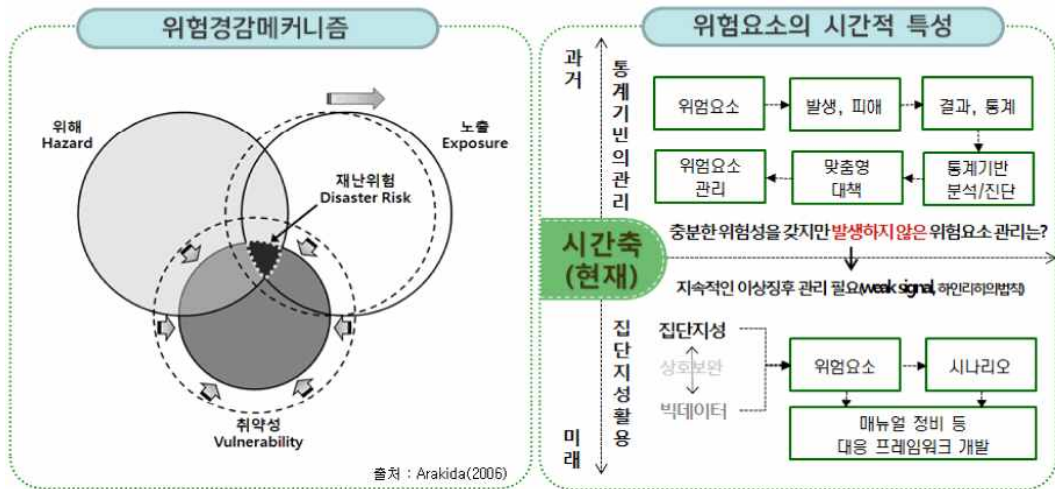 위험경감메커니즘
위해
Hazard
노출
Exposure
재난위험
Disaster Risk
취약성
Vulnerability
출처 : Arakida(2006)
위험요소의 시간적 특성
과거
통계기빈의관리
위험요소
발생, 피해
결과, 통계
위험요소
관리
맞춤형
대책
통계기반
분석/진단
시간축
(현재)
충분한 위험성을 갖지만 발생하지 않은 위험요소 관리는?
지속적인 이상징후 관리 필요(weak signal, 하인리히의법칙)
집단지성활용
미래
집단지성
상호보완
빅데이터
위험요소
시나리오
매뉴얼 정비 등
대응 프레임워크 개발